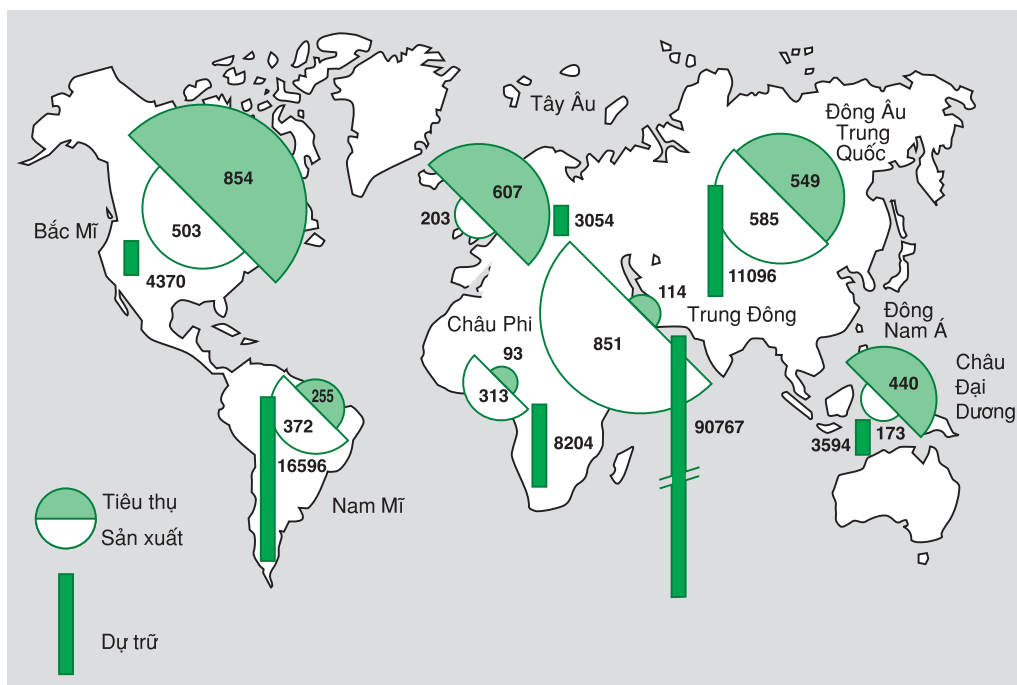 Tây Âu
Đông Âu
Trung
Quốc
854
607
549
203
3054
585
Bắc Mĩ
503
4370
11096
114
Trung Đông
Đông
Nam Á
Châu Phi
93
851
Châu
Đại
Dương
440
255
313
372
90767
173
3594
8204
16596
Nam Mĩ
Tiêu thụ
Sản xuất
Dự trữ